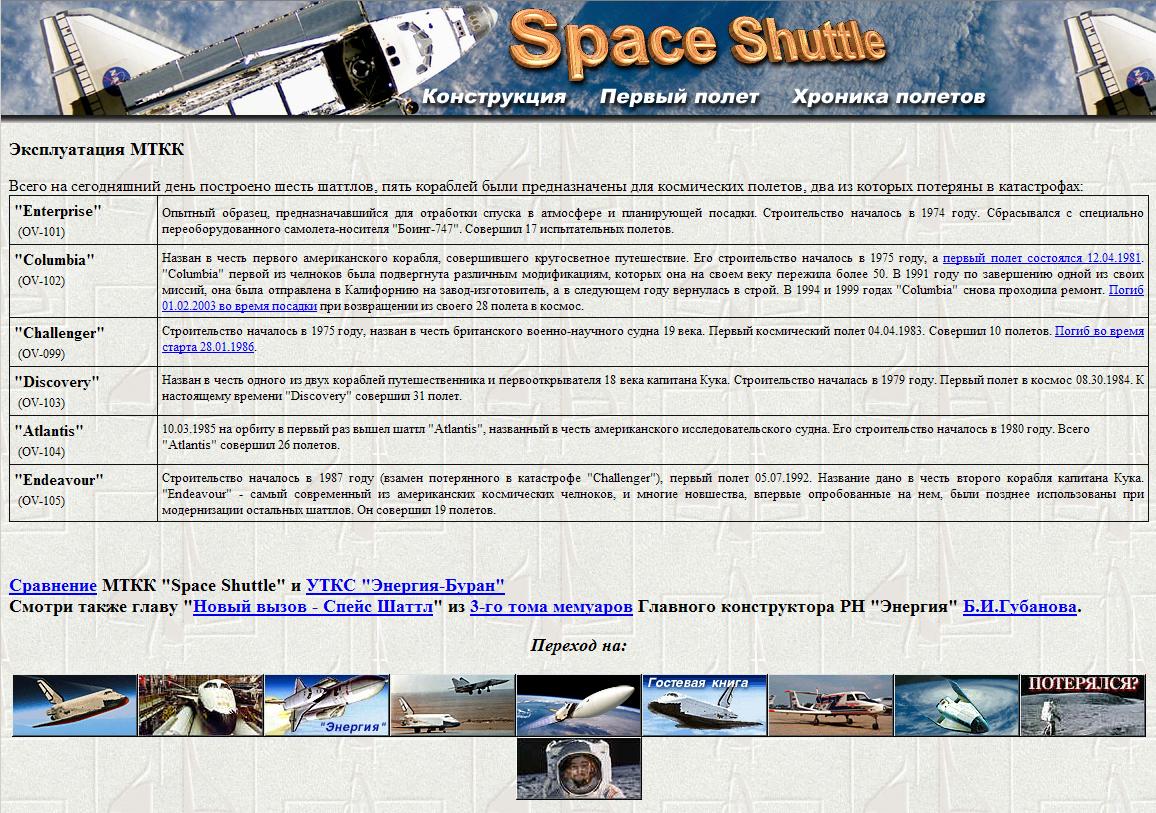 Space Shuttle
Конструкция Первый полет Хроника полетов
Эксплуатация МТКК
Всего на сегодняшний день построено шесть шаттлов, пять кораблей были предназначены для космических полетов, два из которых потеряны в катастрофах:
"Enterprise"
(OV-101)
Опытный образец, предназначавшийся для отработки спуска в атмосфере и планирующей посадки. Строительство началось в 1974 году. Сбрасывался с специально
переоборудованного самолета-носителя "Боинг-747". Совершил 17 испытательных полетов.
"Columbia"
(OV-102)
Назван в честь первого американского корабля, совершившего кругосветное путешествие. Его строительство началось в 1975 году, а первый полет состоялся 12.04.1981.
"Columbia" первой из челноков была подвергнута различным модификациям, которых она на своем веку пережила более 50. В 1991 году по завершению одной из своих
миссий, она была отправлена в Калифорнию на завод-изготовитель, а в следующем году вернулась в строй. В 1994 и 1999 годах "Columbia" снова проходила ремонт. Погиб
01.02.2003 во время посадки при возвращении из своего 28 полета в космос.
"Challenger"
(OV-099)
Строительство началось в 1975 году, назван в честь британского военно-научного судна 19 века. Первый космический полет 04.04.1983. Совершил 10 полетов. Погиб во время
старта 28.01.1986.
"Discovery"
(OV-103)
Назван в честь одного из двух кораблей путешественника и первооткрывателя 18 века капитана Кука. Строительство началась в 1979 году. Первый полет в космос 08.30.1984. К
настоящему времени "Discovery" совершил 31 полет.
"Atlantis"
(OV-104)
10.03.1985 на орбиту в первый раз вышел шаттл "Atlantis", названный в честь американского исследовательского судна. Его строительство началось в 1980 году. Всего
"Atlantis" совершил 26 полетов.
"Endeavour"
(OV-105)
Строительство началось в 1987 году (взамен потерянного в катастрофе "Challenger"), первый полет 05.07.1992. Название дано в честь второго корабля капитана Кука.
"Endeavour" - самый современный из американских космических челноков, и многие новшества, впервые опробованные на нем, были позднее использованы при
модернизации остальных шаттлов. Он совершил 19 полетов.
Сравнение МТКК "Space Shuttle" и УТКС "Энергия-Буран"
Смотри также главу "Новый вызов - Спейс Шаттл" из 3-го тома мемуаров Главного конструктора РН "Энергия" Б.И.Губанова.
Переход на:
"Энергия"
Гостевая книга
ПОТЕРЯЛСЯ?